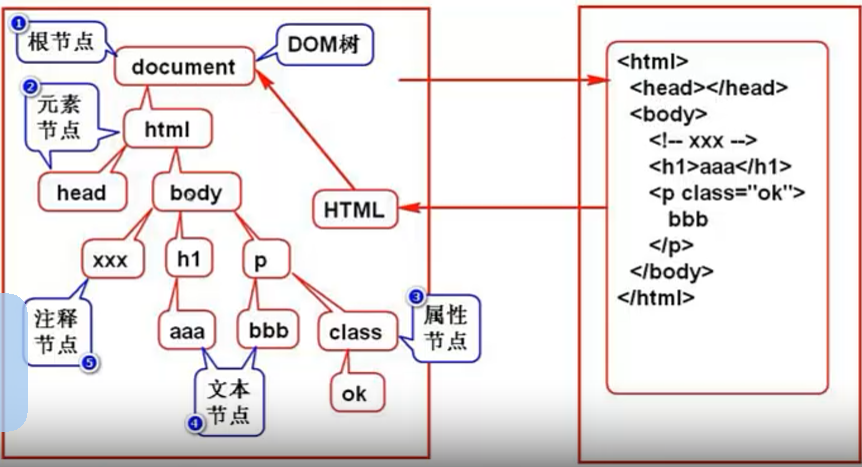 ① 根节点
DOM树
document
② 元素
节点
html
head
body
HTML
xxx
h1
p
注释
节点 ⑤
aaa
bbb
class
③ 属性
节点
文本
④ 节点
ok
<html>
<head></head>
<body>
<!-- xxx -->
<h1>aaa</h1>
<p class="ok">
bbb
</p>
</body>
</html>